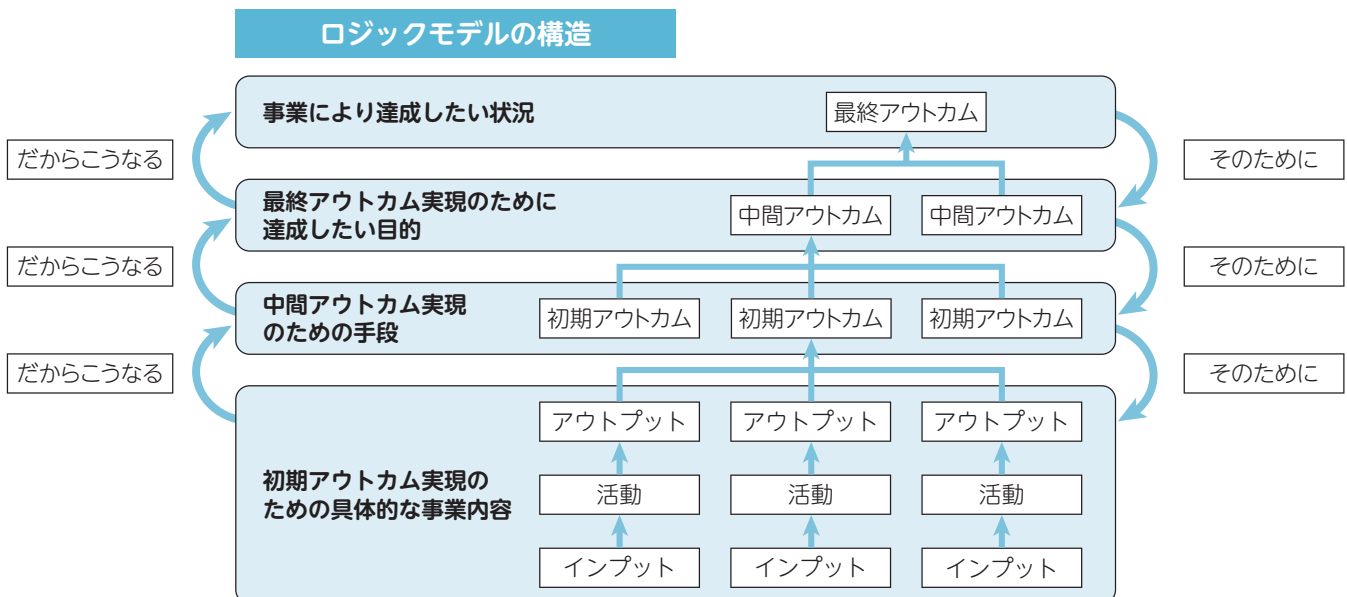 ロジックモデルの構造
事業により達成したい状況
最終アウトカム
だからこうなる
そのために
最終アウトカム実現のために
達成したい目的
中間アウトカム
中間アウトカム
だからこうなる
そのために
中間アウトカム実現
のための手段
初期アウトカム
初期アウトカム
初期アウトカム
だからこうなる
そのために
アウトプット
アウトプット
アウトプット
初期アウトカム実現の
ための具体的な事業内容
活動
活動
活動
インプット
インプット
インプット